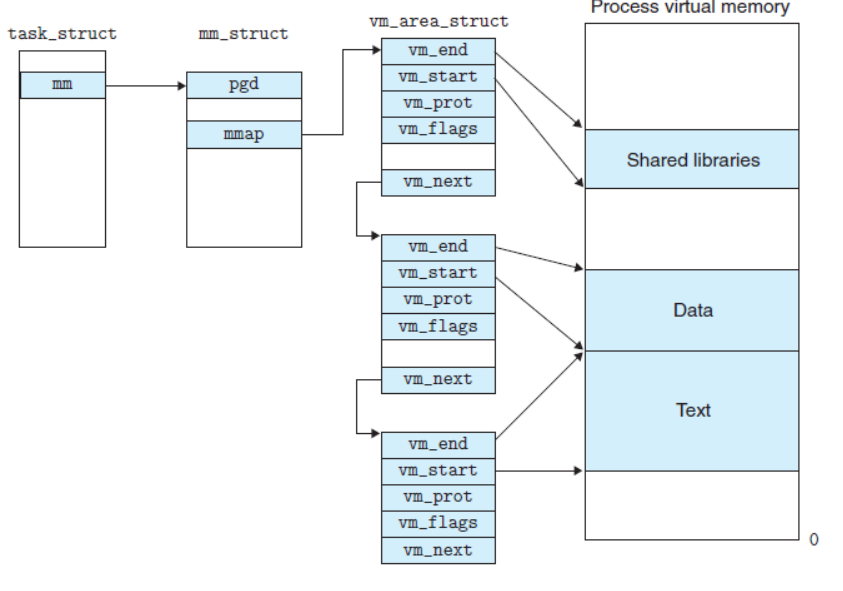 Process virtual memory
vm_area_struct
task_struct
mm_struct
mm
pgd
mmap
vm_end
vm_start
vm_prot
vm_flags
vm_next
vm_end
vm_start
vm_prot
vm_flags
vm_next
vm_end
vm_start
vm_prot
vm_flags
vm_next
Shared libraries
Data
Text
0